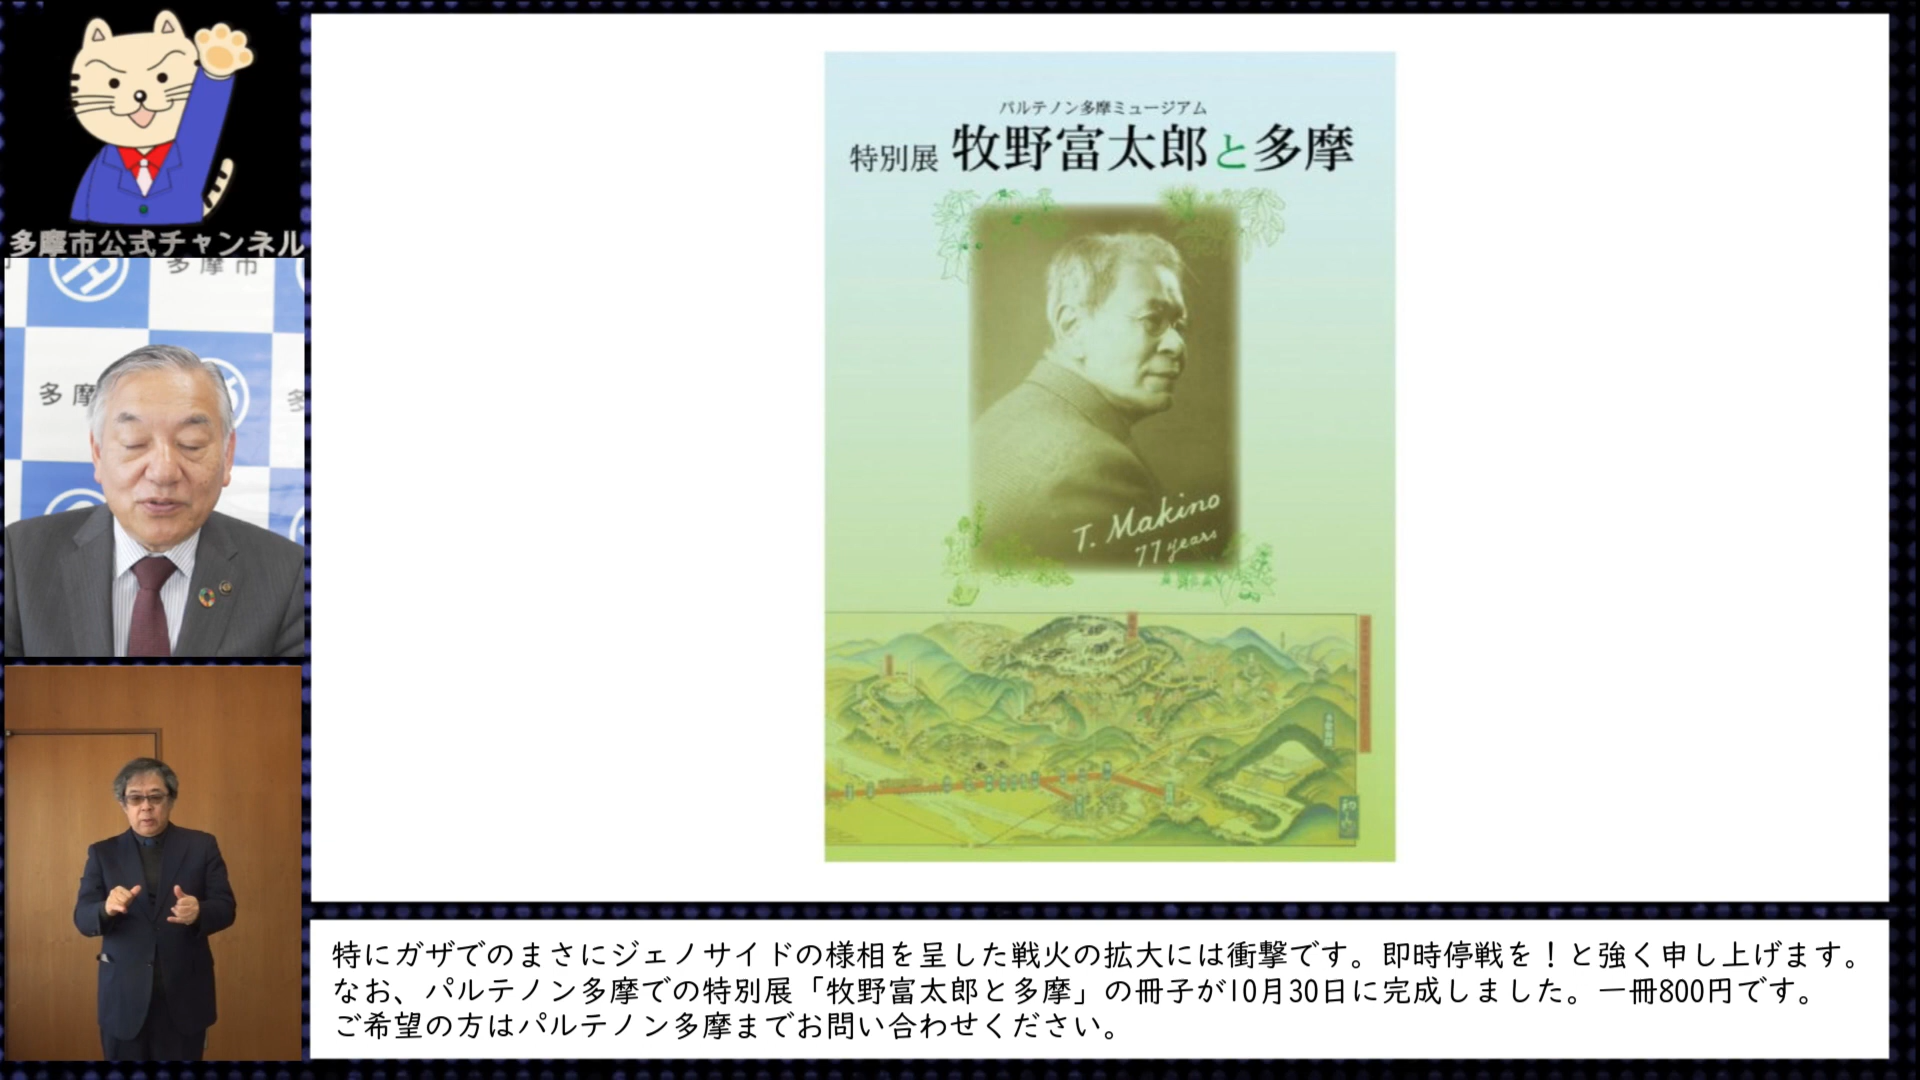 多摩市公式チャンネル
多摩市
多摩
多
パルテノン多摩ミュージアム
特別展 牧野富太郎と多摩
T. Makino
77 years
特にガザでのまさにジェノサイドの様相を呈した戦火の拡大には衝撃です。即時停戦を！と強く申し上げます。
なお、パルテノン多摩での特別展「牧野富太郎と多摩」の冊子が10月30日に完成しました。一冊800円です。
ご希望の方はパルテノン多摩までお問い合わせください。